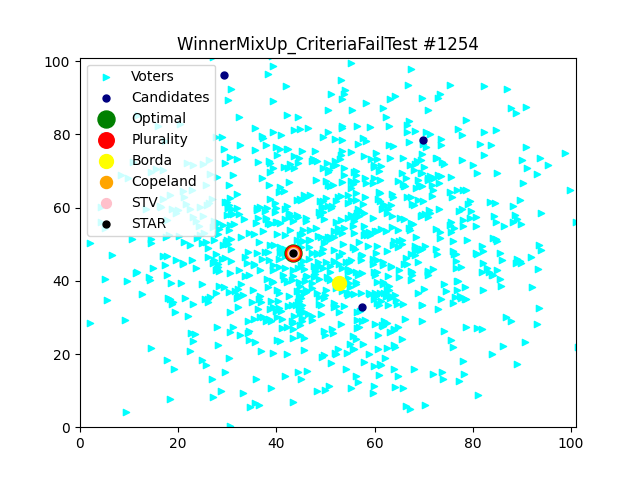 WinnerMixUp_CriteriaFailTest #1254
Voters
Candidates
Optimal
Plurality
Borda
Copeland
STV
STAR
100
80
60
40
20
0
0 20 40 60 80 100